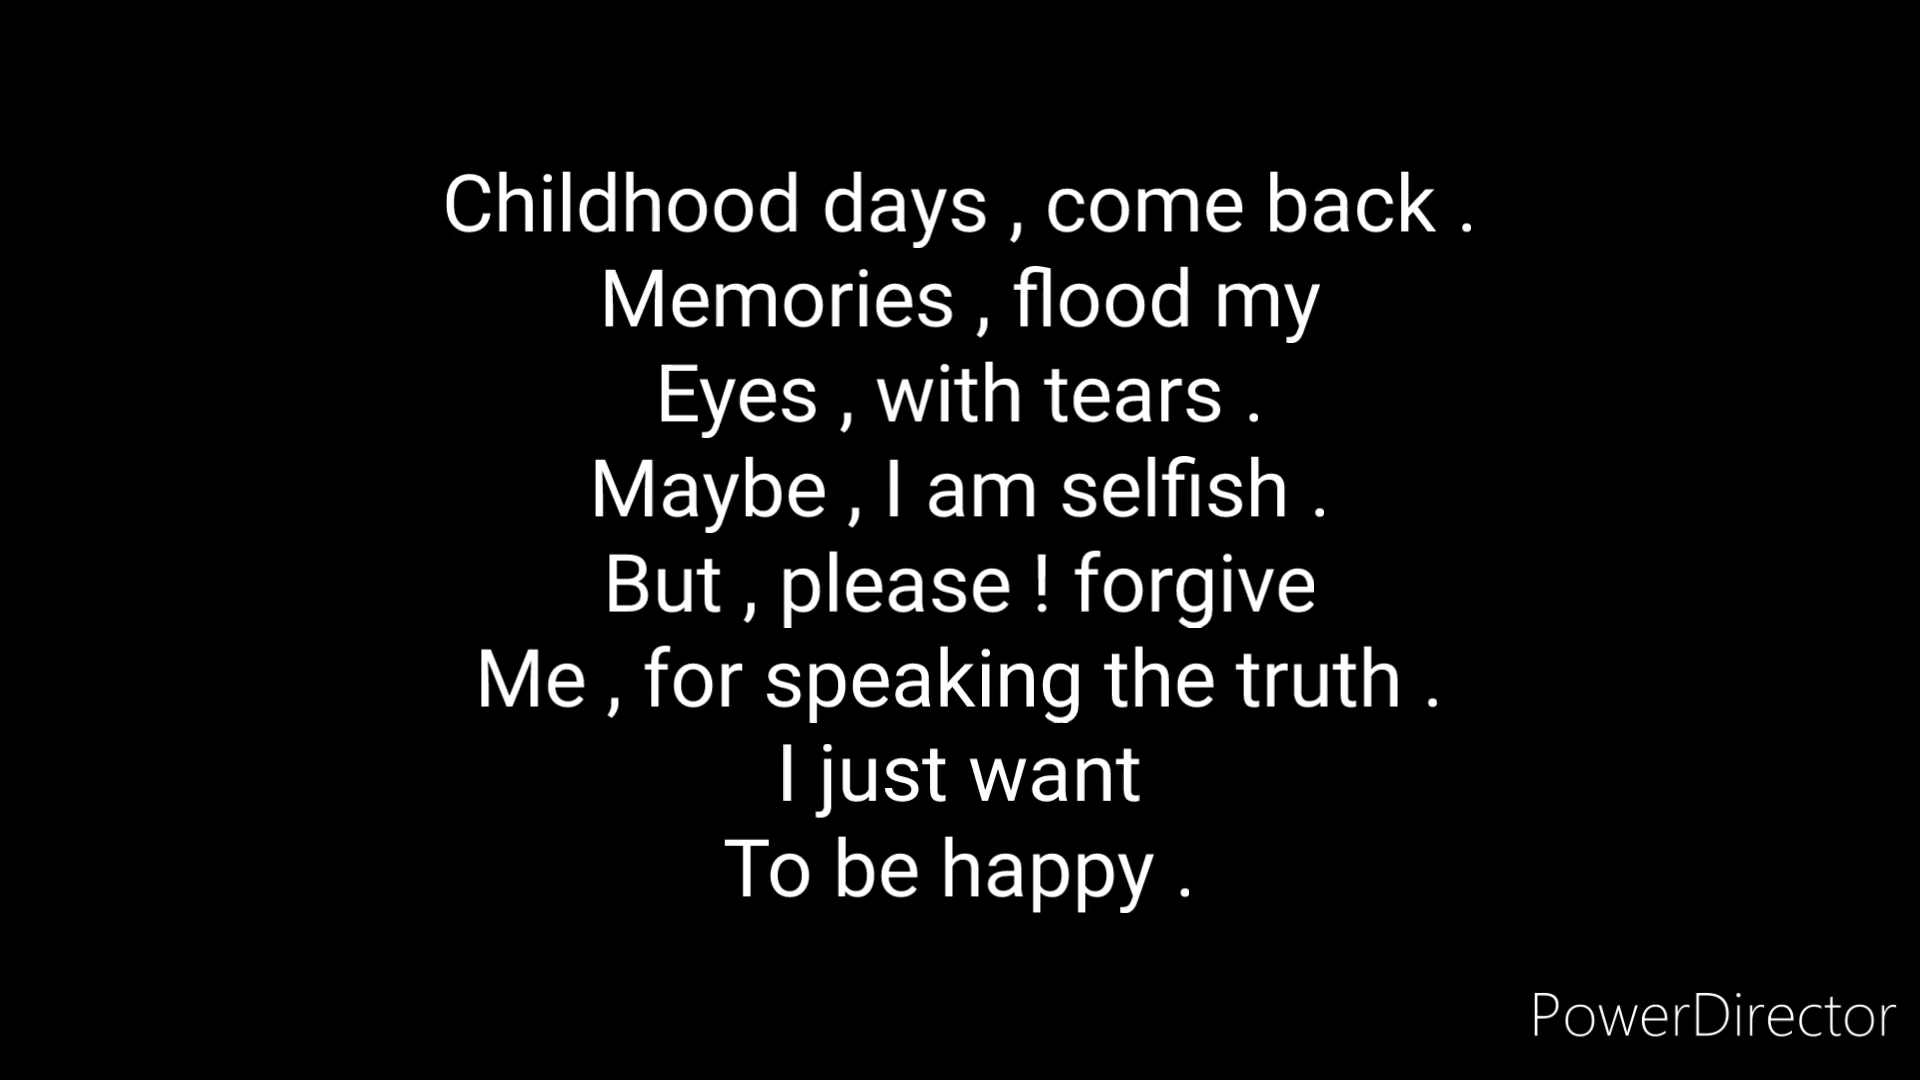 Childhood days , come back .
Memories , flood my
Eyes , with tears .
Maybe , I am selfish .
But , please ! forgive
Me , for speaking the truth .
I just want
To be happy .
PowerDirector